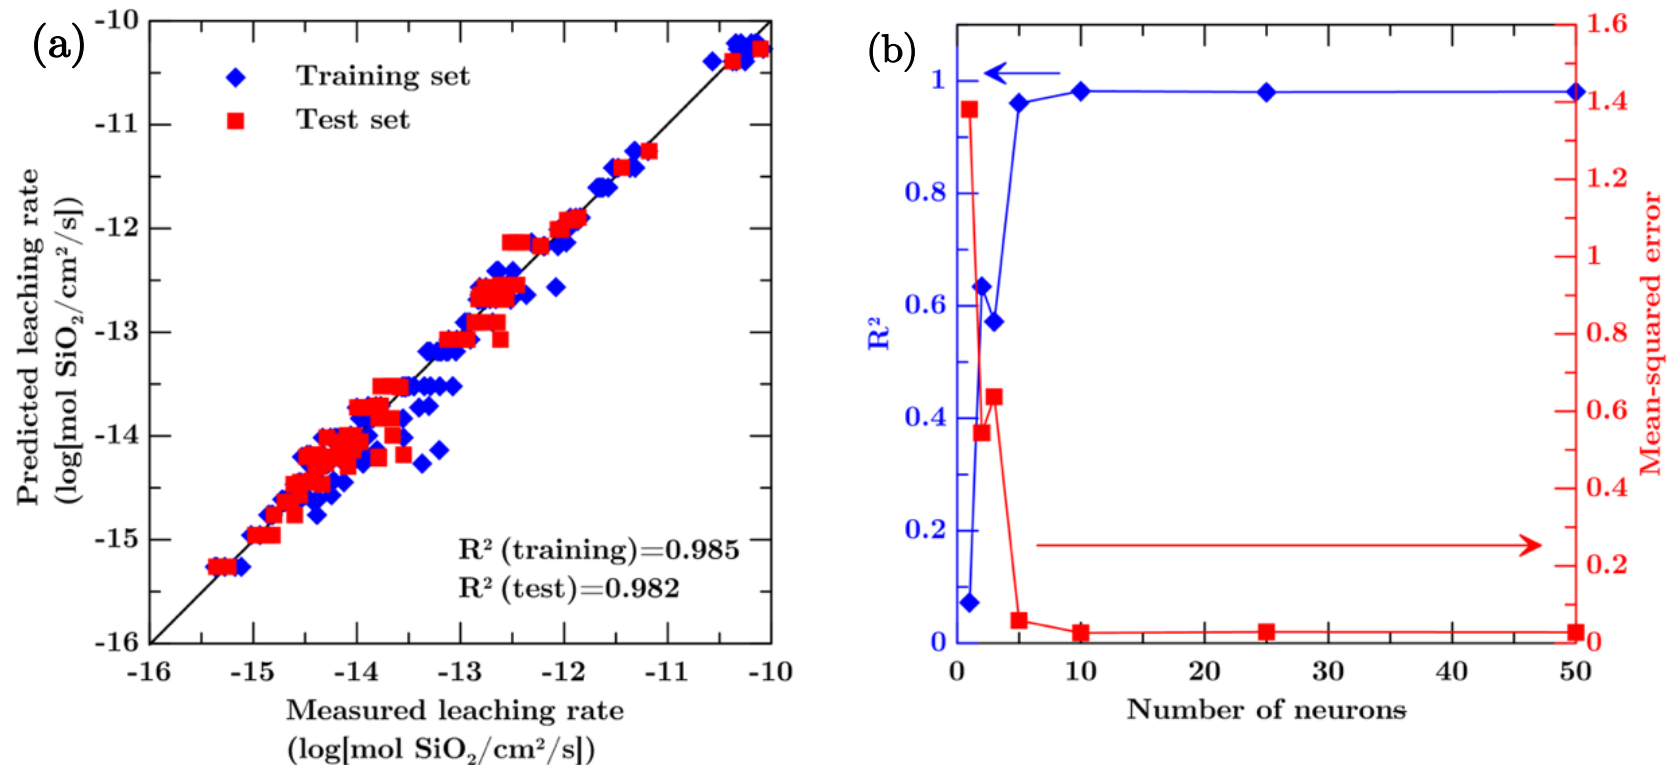 (a)
Training set
Test set
R² (training)=0.985
R² (test)=0.982
-10
-11
-12
-13
-14
-15
-16
-16 -15 -14 -13 -12 -11 -10
Predicted leaching rate
(log[mol SiO₂/cm²/s])
Measured leaching rate
(log[mol SiO₂/cm²/s])
(b)
1
0.8
0.6
0.4
0.2
0
R²
1.6
1.4
1.2
1
0.8
0.6
0.4
0.2
0
Mean-squared error
0 10 20 30 40 50
Number of neurons